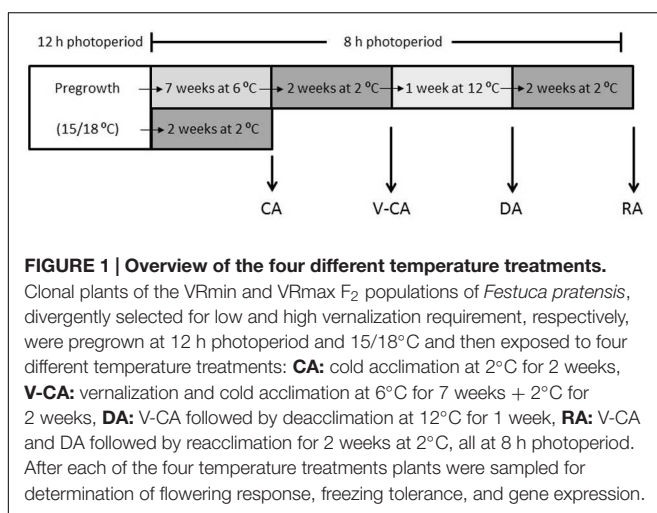 12 h photoperiod 8 h photoperiod
Pregrowth 7 weeks at 6 ºC 2 weeks at 2 ºC 1 week at 12 ºC 2 weeks at 2 ºC
(15/18 ºC) 2 weeks at 2 ºC
CA V-CA DA RA
FIGURE 1 | Overview of the four different temperature treatments.
Clonal plants of the VRmin and VRmax F2 populations of Festuca pratensis,
divergently selected for low and high vernalization requirement, respectively,
were pregrown at 12 h photoperiod and 15/18°C and then exposed to four
different temperature treatments: CA: cold acclimation at 2°C for 2 weeks,
V-CA: vernalization and cold acclimation at 6°C for 7 weeks + 2°C for
2 weeks, DA: V-CA followed by deacclimation at 12°C for 1 week, RA: V-CA
and DA followed by reacclimation for 2 weeks at 2°C, all at 8 h photoperiod.
After each of the four temperature treatments plants were sampled for
determination of flowering response, freezing tolerance, and gene expression.